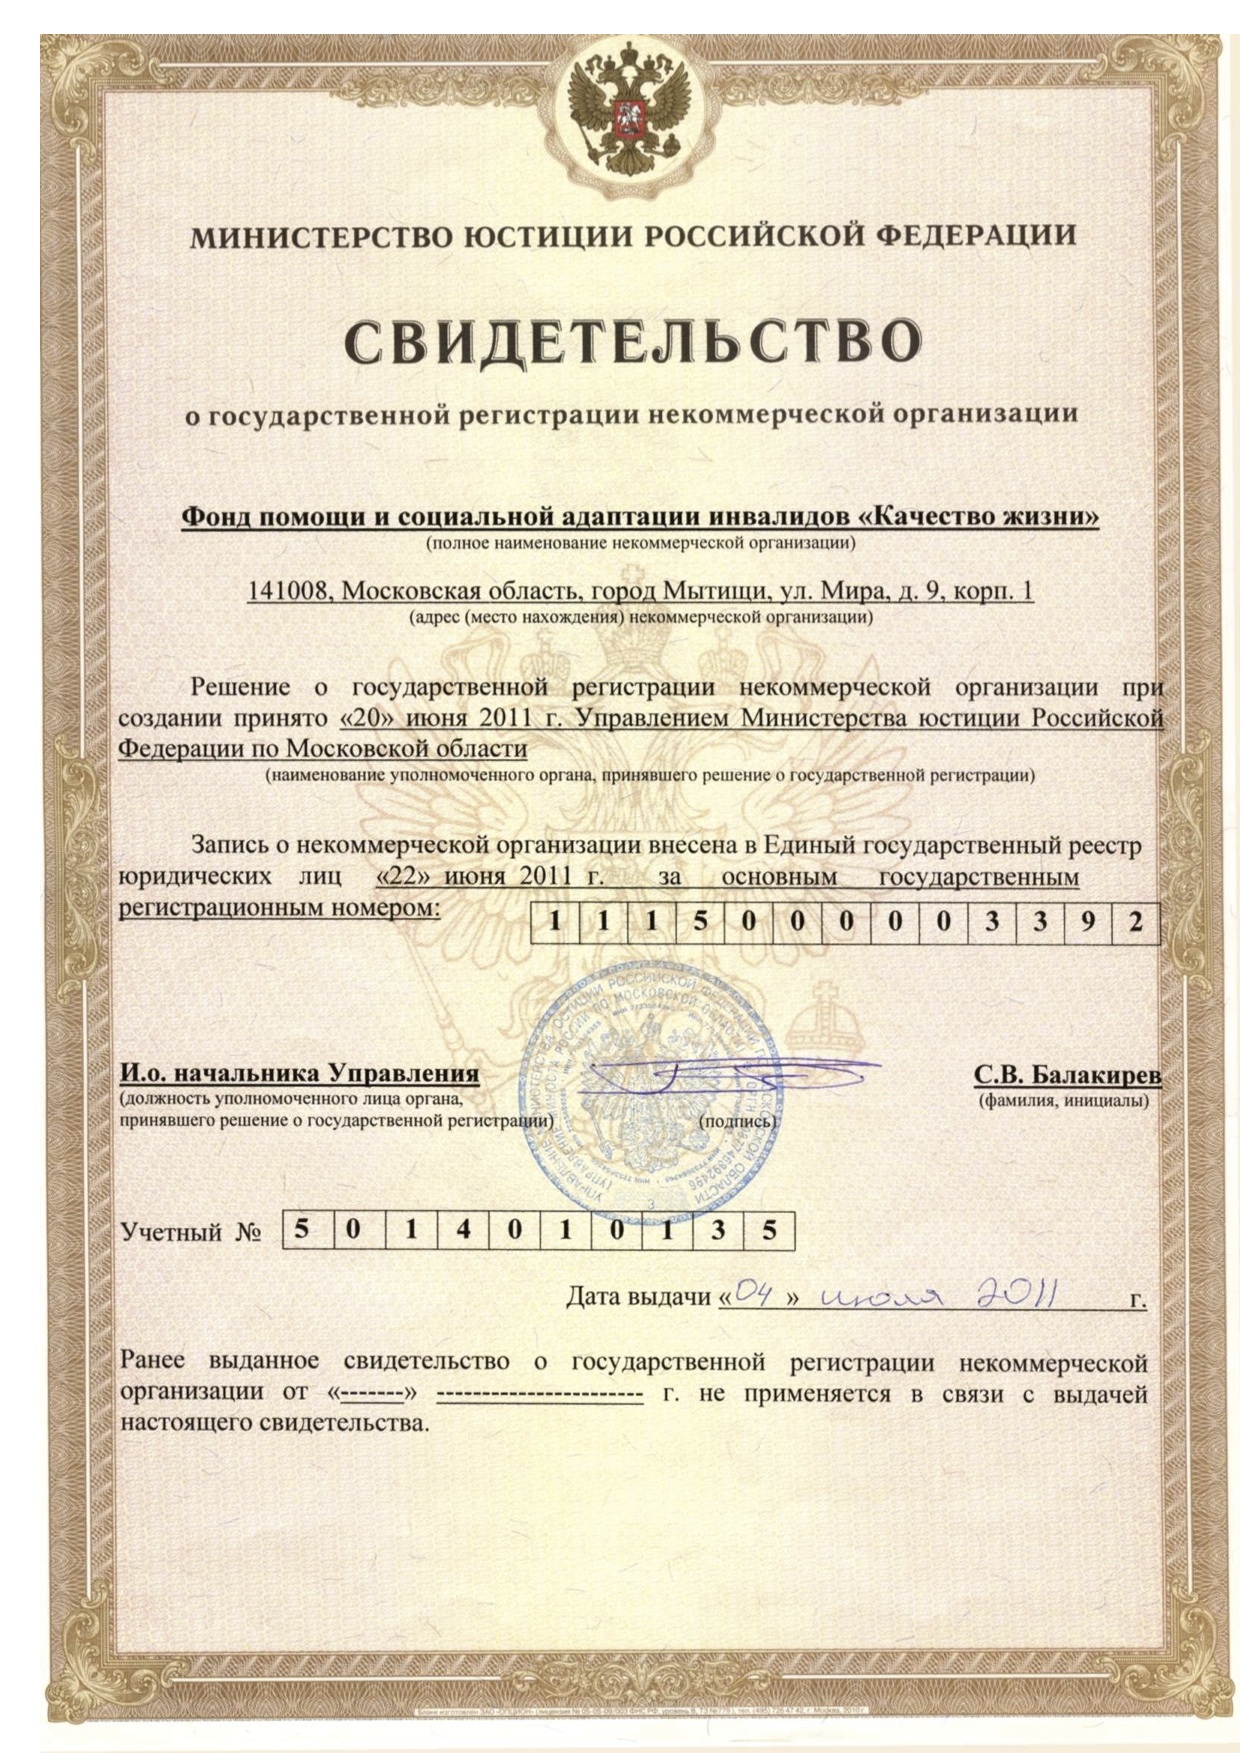 МИНИСТЕРСТВО ЮСТИЦИИ РОССИЙСКОЙ ФЕДЕРАЦИИ
СВИДЕТЕЛЬСТВО
о государственной регистрации некоммерческой организации
Фонд помощи и социальной адаптации инвалидов «Качество жизни»
(полное наименование некоммерческой организации)
141008, Московская область, город Мытищи, ул. Мира, д. 9, корп. 1
(адрес (место нахождения) некоммерческой организации)
Решение о государственной регистрации некоммерческой организации при
создании принято «20» июня 2011 г. Управлением Министерства юстиции Российской
Федерации по Московской области
(наименование уполномоченного органа, принявшего решение о государственной регистрации)
Запись о некоммерческой организации внесена в Единый государственный реестр
юридических лиц «22» июня 2011 г. за основным государственным
регистрационным номером:
1 1 1 5 0 0 0 0 0 3 3 9 2
И.о. начальника Управления
С.В. Балакирев
(должность уполномоченного лица органа,
(фамилия, инициалы)
принявшего решение о государственной регистрации)
(подпись)
Учетный № 5 0 1 4 0 1 0 1 3 5
Дата выдачи «04» июля 2011 г.
Ранее выданное свидетельство о государственной регистрации некоммерческой
организации от «-------» ----------------------- г. не применяется в связи с выдачей
настоящего свидетельства.